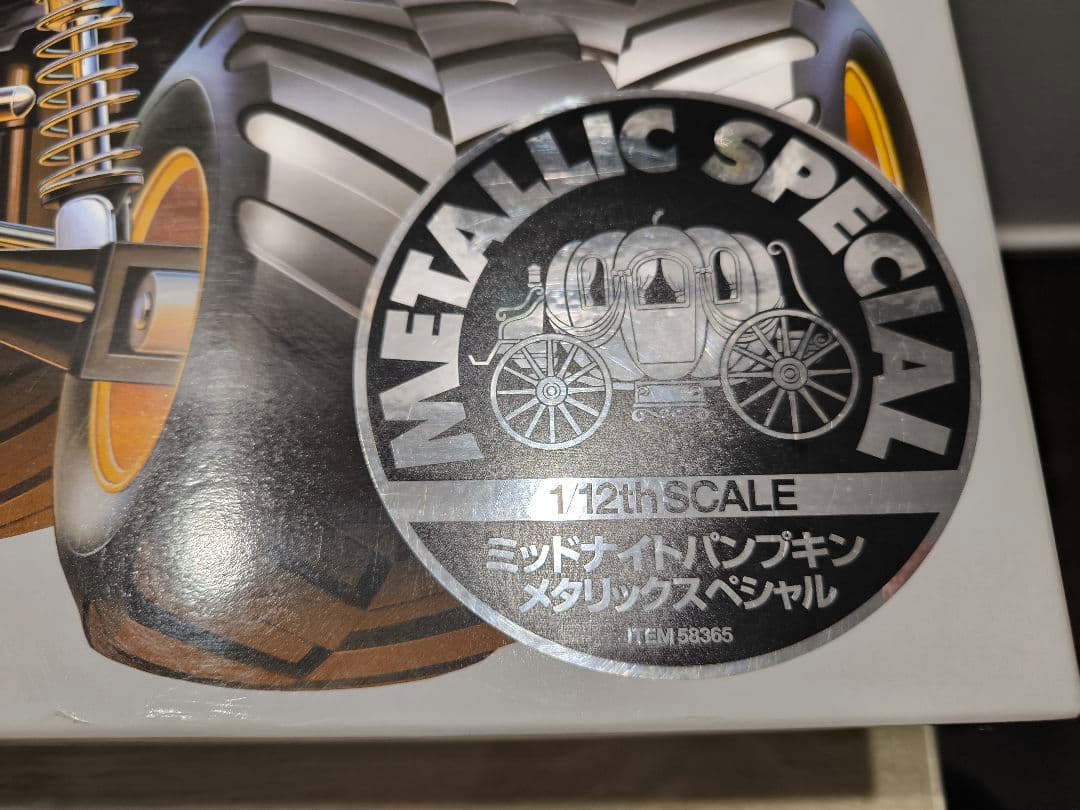 METALLIC SPECIAL
1/12th SCALE
ミッドナイトパンプキン
メタリックスペシャル
ITEM 58365